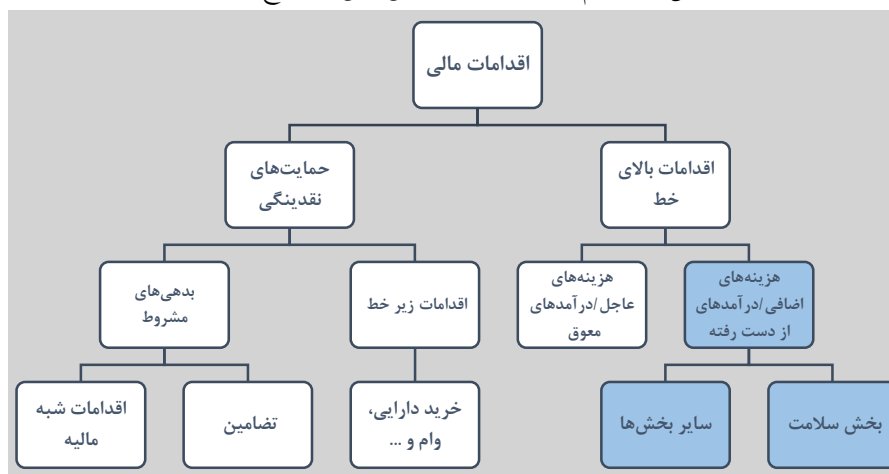 اقدامات مالی
اقدامات بالای
خط
حمایت‌های
نقدینگی
هزینه‌های
اضافی/درآمدهای
از دست رفته
هزینه‌های
عاجل/درآمدهای
معوق
اقدامات زیر خط
بدهی‌های
مشروط
بخش سلامت
سایر بخش‌ها
خرید دارایی،
وام و ...
تضامین
اقدامات شبه
مالیه